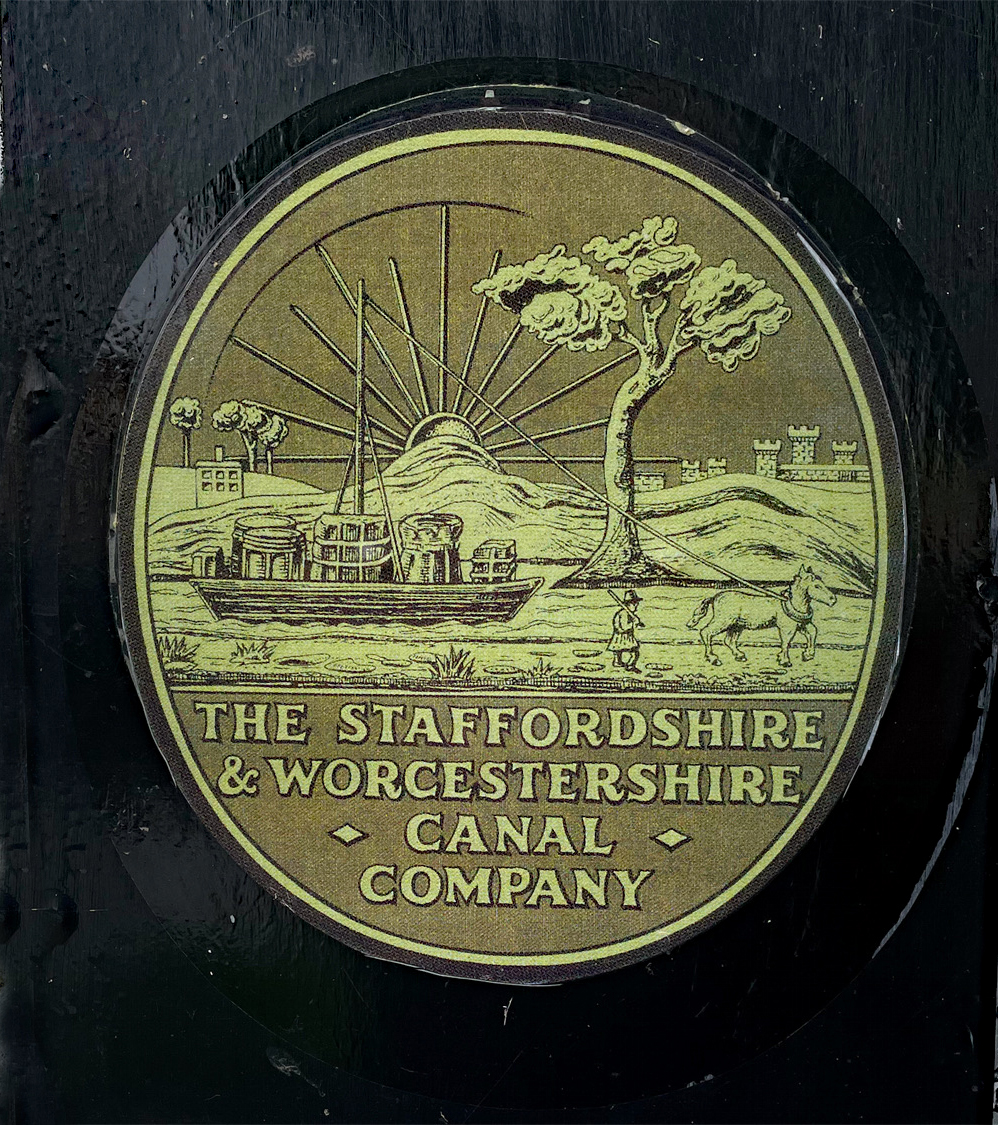 THE STAFFORDSHIRE
& WORCESTERSHIRE
CANAL
COMPANY